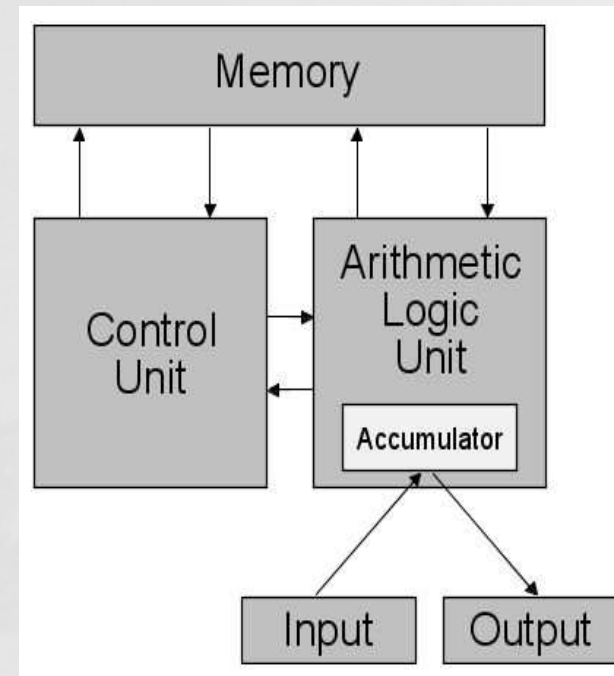 Memory
Control
Unit
Arithmetic
Logic
Unit
Accumulator
Input
Output